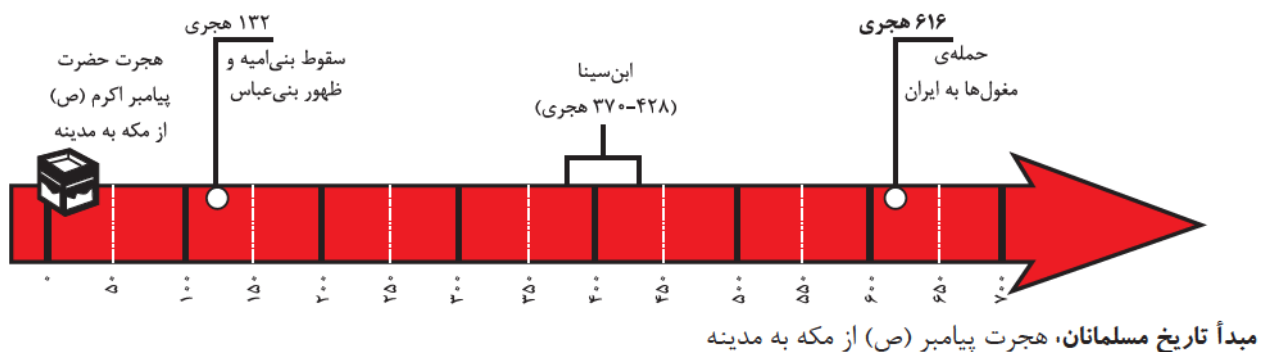 ۱۳۲ هجری
سقوط بنی‌امیه و
ظهور بنی‌عباس
هجرت حضرت
پیامبر اکرم (ص)
از مکه به مدینه
ابن‌سینا
(۳۷۰-۴۲۸ هجری)
۶۱۶ هجری
حمله‌ی
مغول‌ها به ایران
۰
۵۰
۱۰۰
۱۵۰
۲۰۰
۲۵۰
۳۰۰
۳۵۰
۴۰۰
۴۵۰
۵۰۰
۵۵۰
۶۰۰
۶۵۰
۷۰۰
مبدأ تاریخ مسلمانان، هجرت پیامبر (ص) از مکه به مدینه